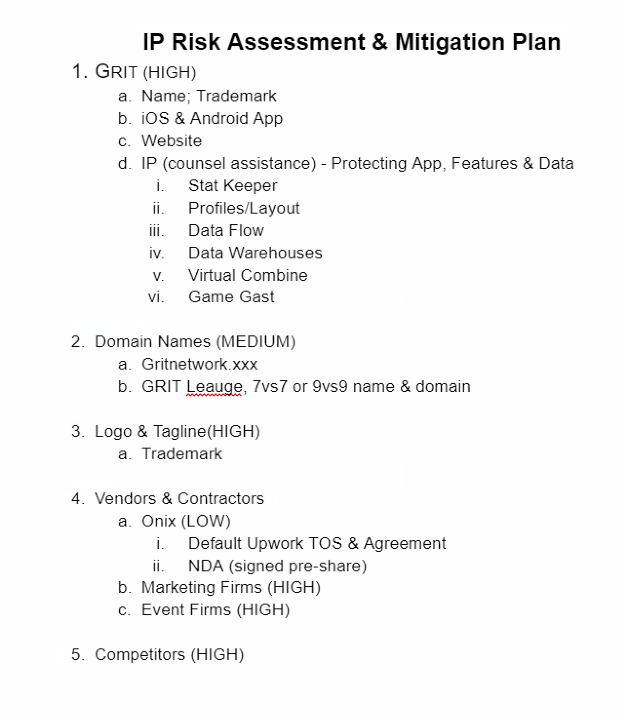 IP Risk Assessment & Mitigation Plan
1. GRIT (HIGH)
a. Name; Trademark
b. iOS & Android App
c. Website
d. IP (counsel assistance) - Protecting App, Features & Data
i. Stat Keeper
ii. Profiles/Layout
iii. Data Flow
iv. Data Warehouses
v. Virtual Combine
vi. Game Gast
2. Domain Names (MEDIUM)
a. Gritnetwork.xxx
b. GRIT Leauge, 7vs7 or 9vs9 name & domain
3. Logo & Tagline(HIGH)
a. Trademark
4. Vendors & Contractors
a. Onix (LOW)
i. Default Upwork TOS & Agreement
ii. NDA (signed pre-share)
b. Marketing Firms (HIGH)
c. Event Firms (HIGH)
5. Competitors (HIGH)